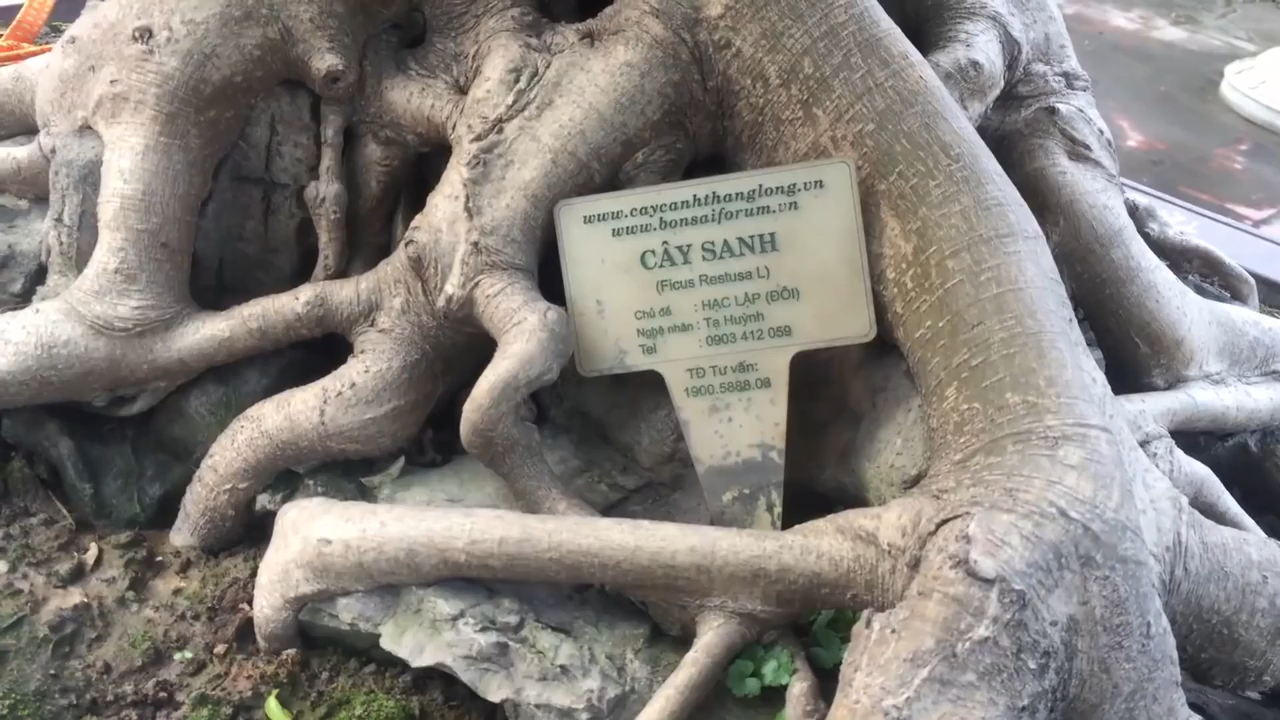 www.caycanhthanglong.vn
www.bonsaiforum.vn
CÂY SANH
(Ficus Restusa L)
Chủ đề : HẠC LẬP (ĐÔI)
Nghệ nhân : Tạ Huỳnh
Tel : 0903 412 059
TĐ Tư vấn:
1900.5888.03